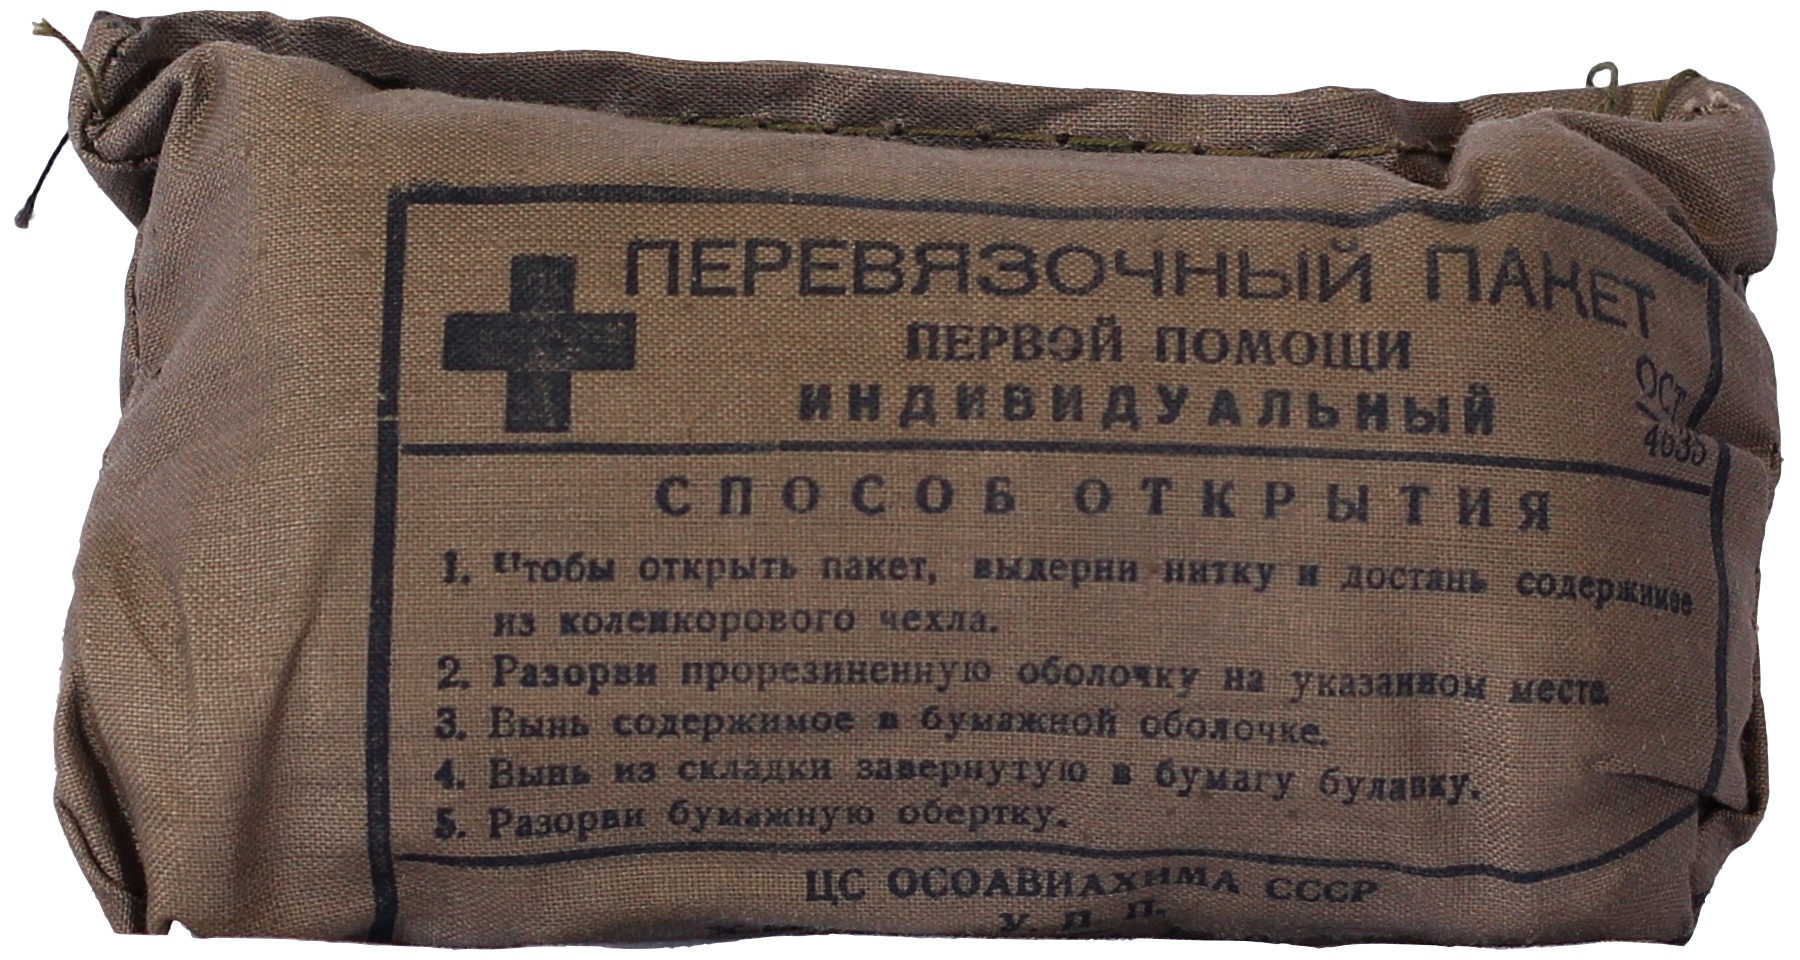 ПЕРЕВЯЗОЧНЫЙ ПАКЕТ
ПЕРВОЙ ПОМОЩИ
ИНДИВИДУАЛЬНЫЙ
ОСТ
СПОСОБ ОТКРЫТИЯ
1. Чтобы открыть пакет, выдерни нитку и достань содержимое
из коленкорового чехла.
2. Разорви прорезиненную оболочку на указанном месте.
3. Вынь содержимое в бумажной оболочке.
4. Вынь из складки завернутую в бумагу булавку.
5. Разорви бумажную обертку.
ЦС ОСОАВИАХИМА СССР
У. П. П.